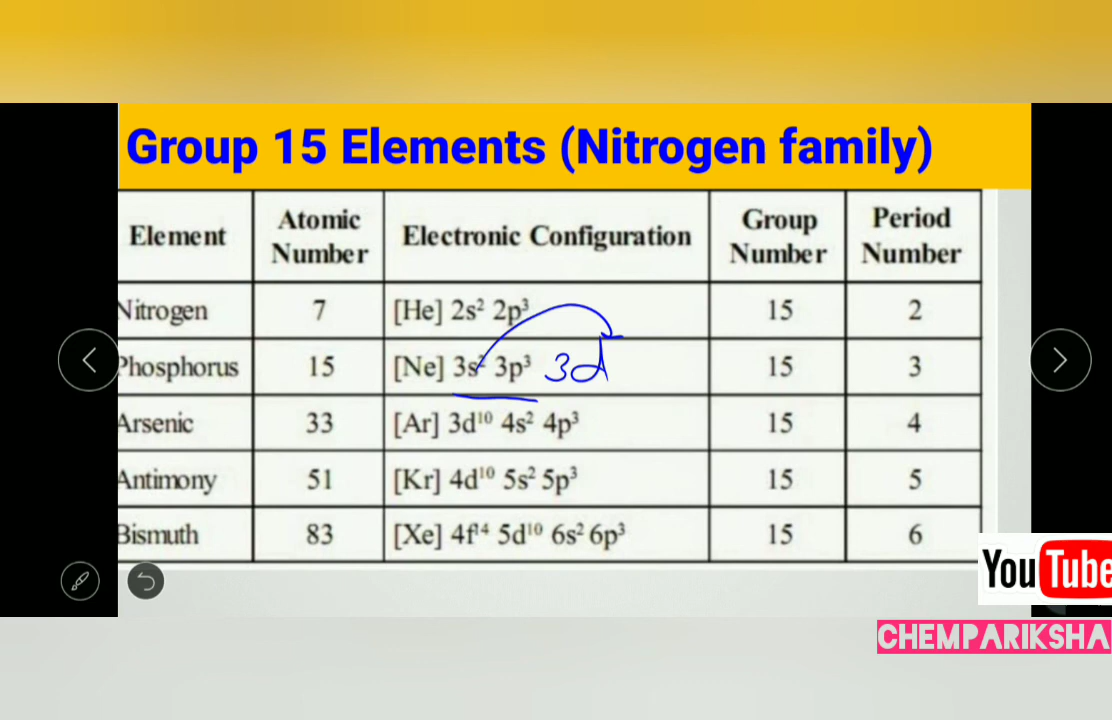 Group 15 Elements (Nitrogen family)
Element Atomic Number Electronic Configuration Group Number Period Number
Nitrogen 7 [He] 2s² 2p³ 15 2
Phosphorus 15 [Ne] 3s² 3p³ 3d 15 3
Arsenic 33 [Ar] 3d¹⁰ 4s² 4p³ 15 4
Antimony 51 [Kr] 4d¹⁰ 5s² 5p³ 15 5
Bismuth 83 [Xe] 4f¹⁴ 5d¹⁰ 6s² 6p³ 15 6
YouTube
CHEMPARIKSHA